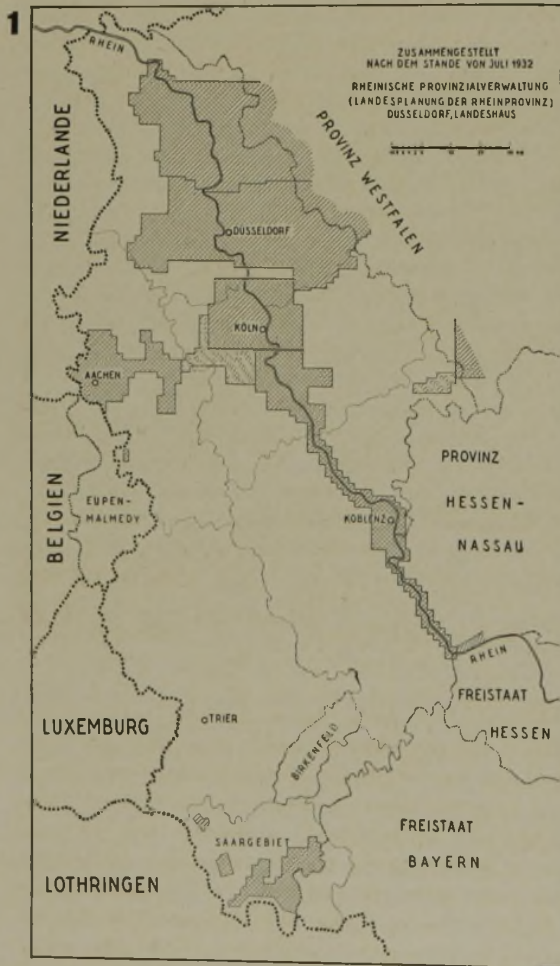 1
RHEIN
ZUSAMMENGESTELLT
NACH DEM STANDE VON JULI 1932
RHEINISCHE PROVINZIALVERWALTUNG
(LANDESPLANUNG DER RHEINPROVINZ)
DÜSSELDORF, LANDESHAUS
NIEDERLANDE
PROVINZ WESTFALEN
DÜSSELDORF
KÖLN
AACHEN
BELGIEN
EUPEN-
MALMEDY
PROVINZ
HESSEN-
NASSAU
KOBLENZ
RHEIN
FREISTAAT
HESSEN
LUXEMBURG
TRIER
BIRKENFELD
SAARGEBIET
FREISTAAT
BAYERN
LOTHRINGEN